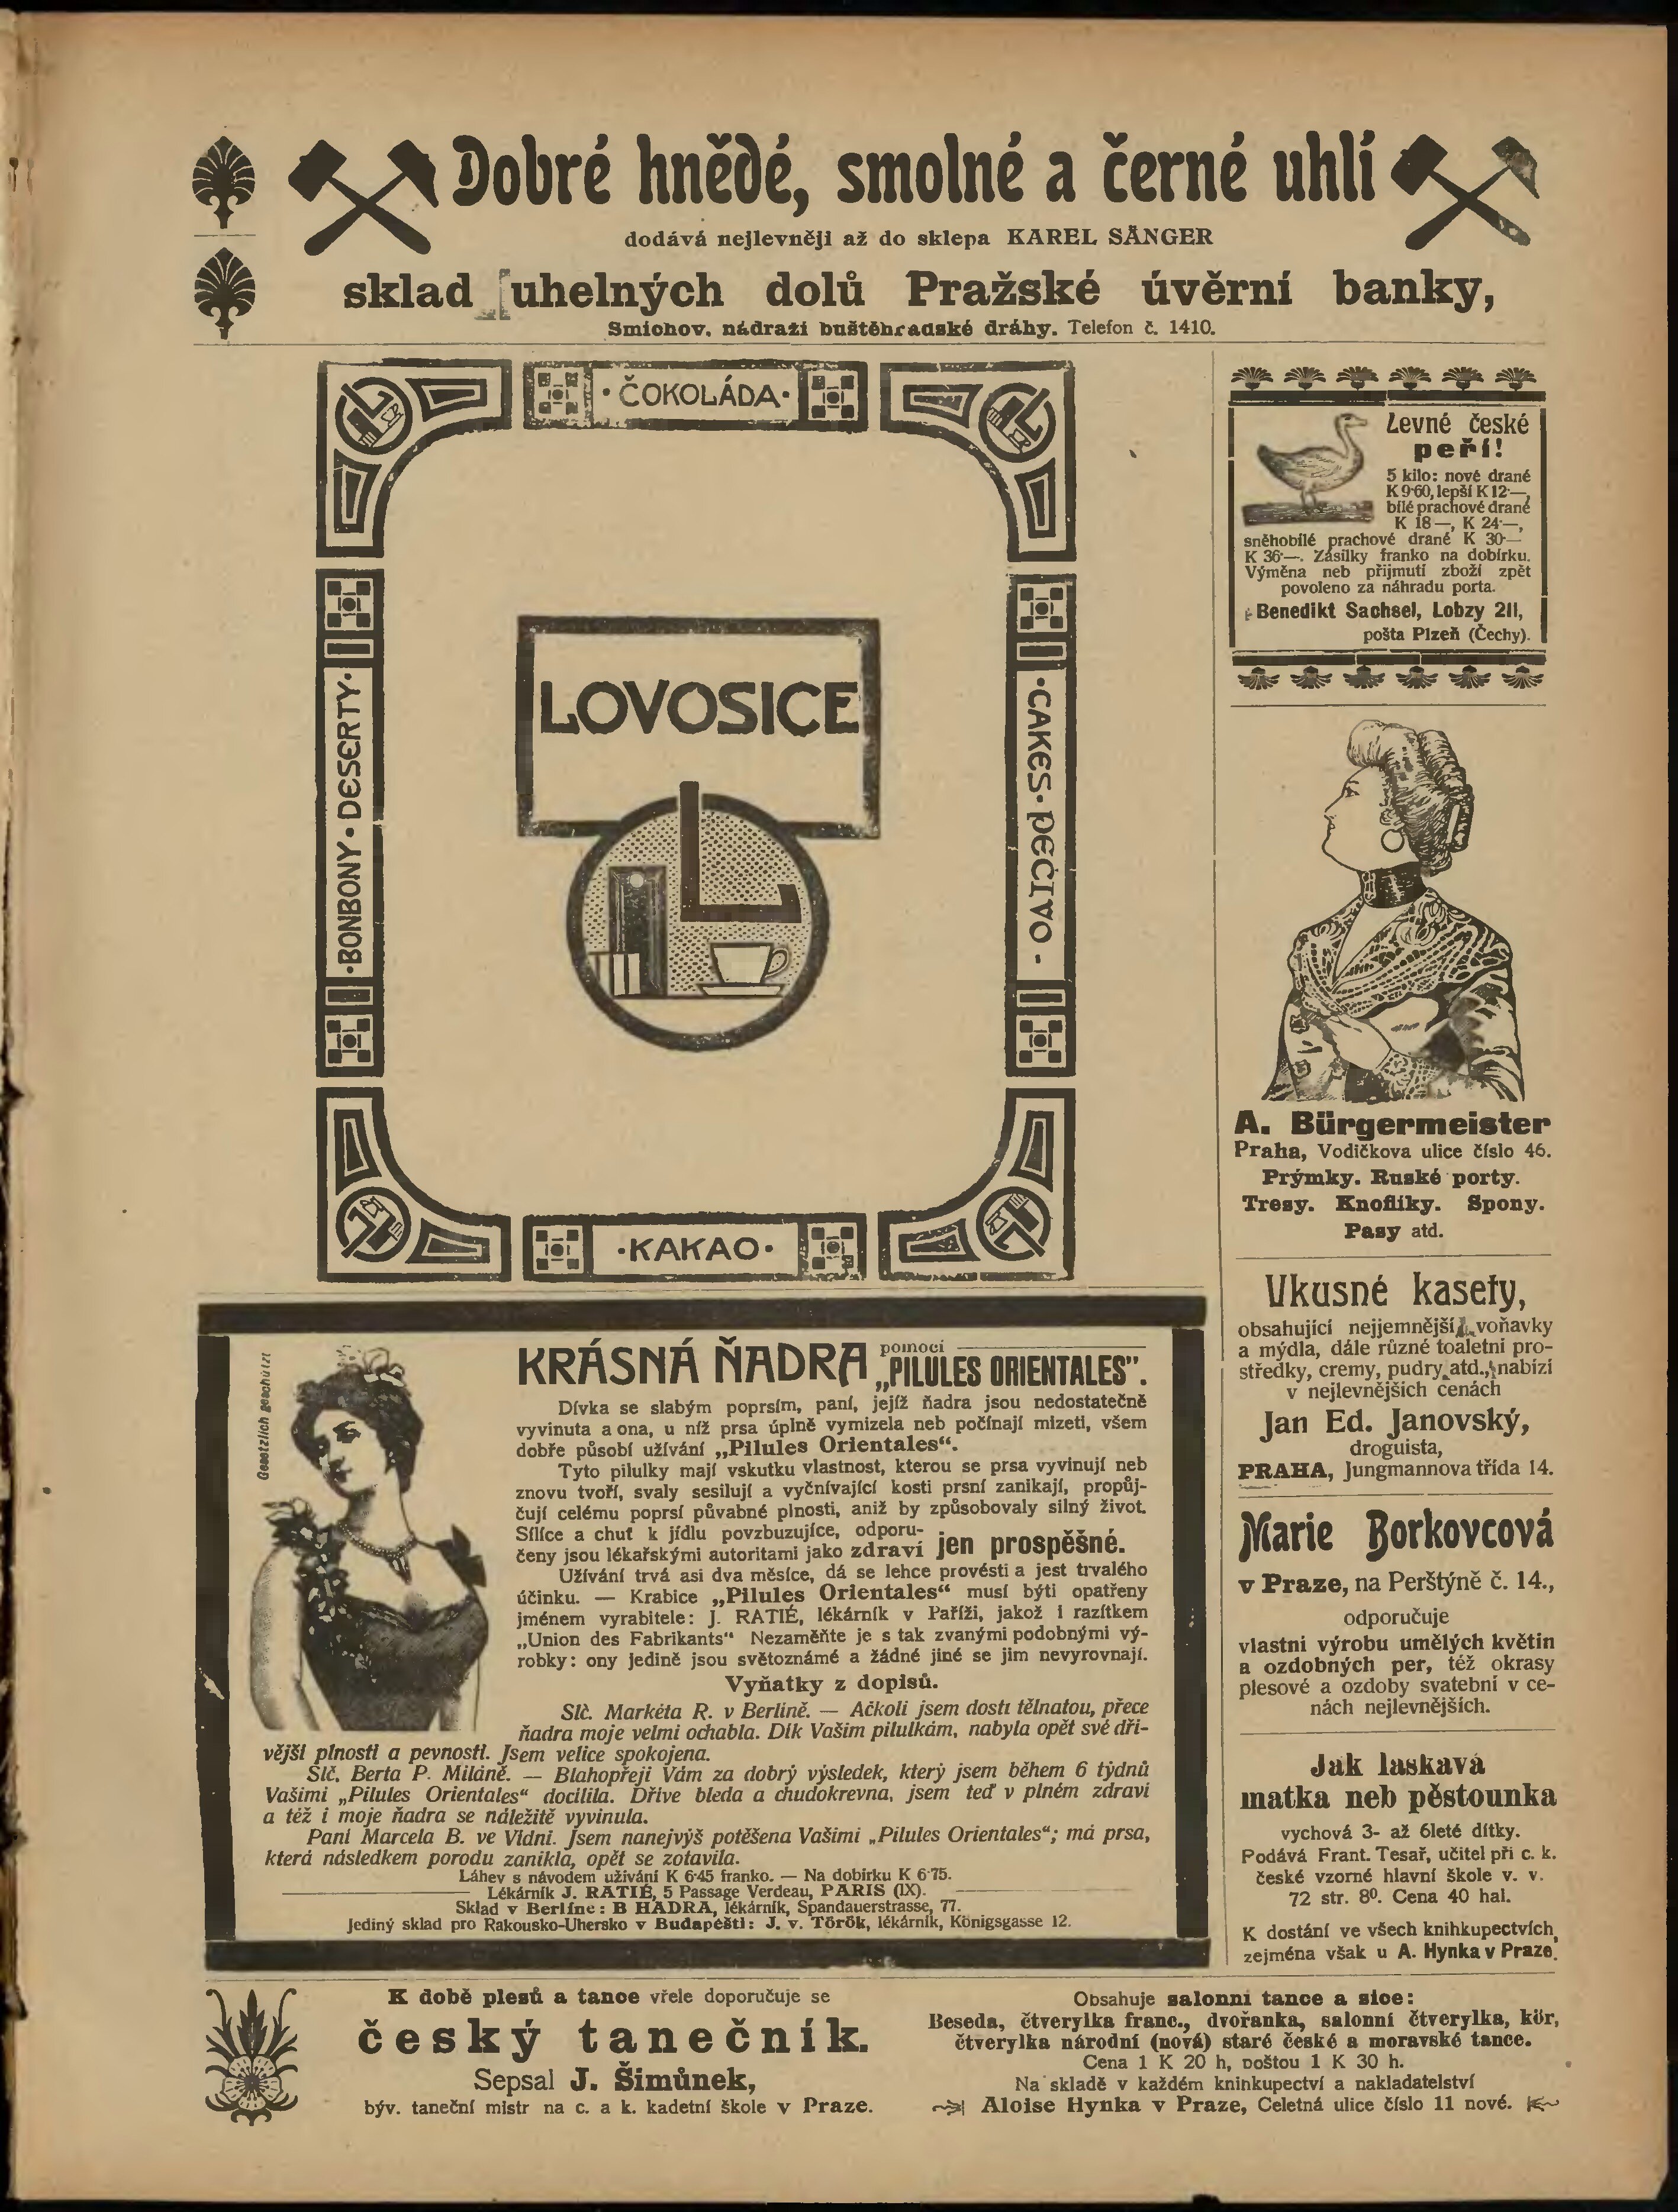 Dobré hnědé, smolné a černé uhlí
dodává nejlevněji až do sklepa KAREL SÄNGER
sklad uhelných dolů Pražské úvěrní banky,
Smichov, nádraží buštěhradské dráhy. Telefon č. 1410.
·ČOKOLÁDA·
·BONBONY·DESERTY·
LOVOSICE
L
·CAKES·PEČIVO·
·KAKAO·
Levné české
peří!
5 kilo: nové drané
K 9·60, lepší K 12·—,
bílé prachové drané
K 18—, K 24·—,
sněhobílé prachové drané K 30·—
K 36·—. Zásilky franko na dobírku.
Výměna neb přijmutí zboží zpět
povoleno za náhradu porta.
Benedikt Sachsel, Lobzy 211,
pošta Plzeň (Čechy).
A. Bürgermeister
Praha, Vodičkova ulice číslo 46.
Prýmky. Ruské porty.
Tresy. Knoflíky. Spony.
Pasy atd.
Vkusné kasety,
obsahující nejjemnější voňavky
a mýdla, dále různé toaletní pro-
středky, cremy, pudry atd., nabízí
v nejlevnějších cenách
Jan Ed. Janovský,
droguista,
PRAHA, Jungmannova třída 14.
Marie Borkovcová
v Praze, na Perštýně č. 14.,
odporučuje
vlastní výrobu umělých květin
a ozdobných per, též okrasy
plesové a ozdoby svatební v ce-
nách nejlevnějších.
Jak laskavá
matka neb pěstounka
vychová 3- až 6leté dítky.
Podává Frant. Tesař, učitel při c. k.
české vzorné hlavní škole v. v.
72 str. 8⁰. Cena 40 hal.
K dostání ve všech knihkupectvích,
zejména však u A. Hynka v Praze.
Gesetzlich geschützt
KRÁSNÁ ŇADRA pomocí
„PILULES ORIENTALES".
Dívka se slabým poprsím, paní, jejíž ňadra jsou nedostatečně
vyvinuta a ona, u níž prsa úplně vymizela neb počínají mizeti, všem
dobře působí užívání „Pilules Orientales“.
Tyto pilulky mají vskutku vlastnost, kterou se prsa vyvinují neb
znovu tvoří, svaly sesilují a vyčnívající kosti prsní zanikají, propůj-
čují celému poprsí půvabné plnosti, aniž by způsobovaly silný život.
Sílíce a chuť k jídlu povzbuzujíce, odporu-
čeny jsou lékařskými autoritami jako zdraví jen prospěšné.
Užívání trvá asi dva měsíce, dá se lehce provésti a jest trvalého
účinku. — Krabice „Pilules Orientales“ musí býti opatřeny
jménem vyrabitele: J. RATIÉ, lékárník v Paříži, jakož i razítkem
„Union des Fabrikants“ Nezaměňte je s tak zvanými podobnými vý-
robky: ony jedině jsou světoznámé a žádné jiné se jim nevyrovnají.
Vyňatky z dopisů.
Slč. Markéta R. v Berlíně. — Ačkoli jsem dosti tělnatou, přece
ňadra moje velmi ochabla. Dík Vašim pilulkám, nabyla opět své dří-
vější plnosti a pevnosti. Jsem velice spokojena.
Slč. Berta P. Miláně. — Blahopřeji Vám za dobrý výsledek, který jsem během 6 týdnů
Vašimi „Pilules Orientales“ docílila. Dříve bleda a chudokrevna, jsem teď v plném zdraví
a též i moje ňadra se náležitě vyvinula.
Paní Marcela B. ve Vídni. Jsem nanejvýš potěšena Vašimi „Pilules Orientales“; má prsa,
která následkem porodu zanikla, opět se zotavila.
Láhev s návodem užívání K 6·45 franko. — Na dobírku K 6·75.
Lékárník J. RATIÉ, 5 Passage Verdeau, PARIS (IX).
Sklad v Berlíne: B HADRA, lékárník, Spandauerstrasse, 77.
Jediný sklad pro Rakousko-Uhersko v Budapešti: J. v. Török, lékárník, Königsgasse 12.
K době plesů a tance vřele doporučuje se
český tanečník.
Sepsal J. Šimůnek,
býv. taneční mistr na c. a k. kadetní škole v Praze.
Obsahuje salonní tance a sice:
Beseda, čtverylka franc., dvořanka, salonní čtverylka, kör,
čtverylka národní (nová) staré české a moravské tance.
Cena 1 K 20 h, poštou 1 K 30 h.
Na skladě v každém kninkupectví a nakladatelství
Aloise Hynka v Praze, Celetná ulice číslo 11 nové.